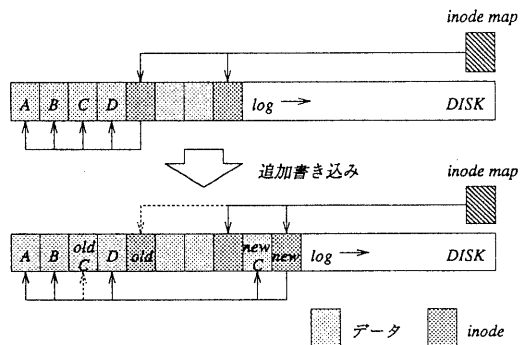 inode map
A B C D log DISK
追加書き込み
inode map
A B old C D old new C new log DISK
データ inode